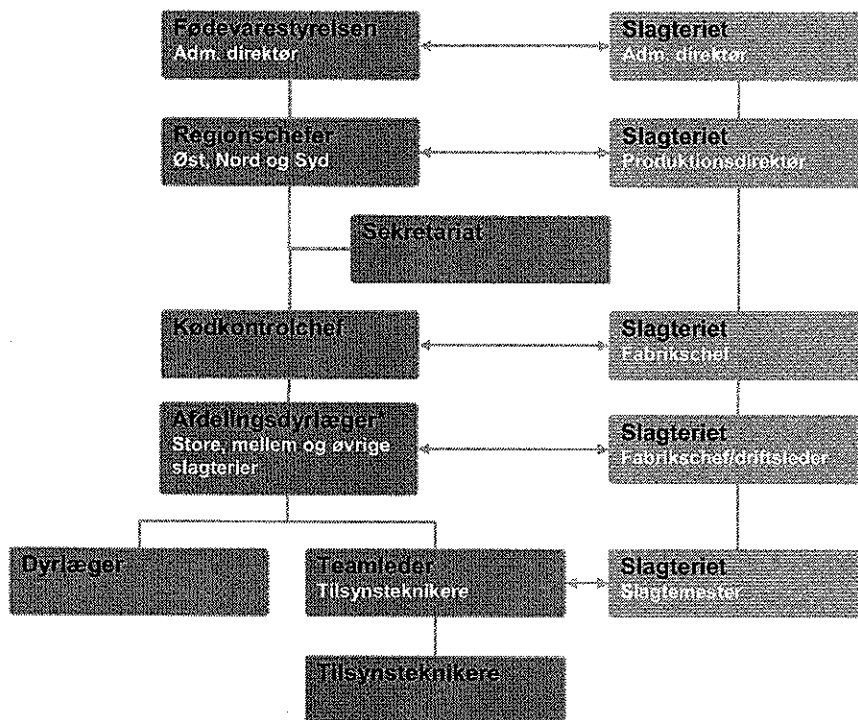 Fødevarestyrelsen
Adm. direktør
Slagteriet
Adm. direktør
Regionschefer
Øst, Nord og Syd
Slagteriet
Produktionsdirektør
Sekretariat
Kødkontrolchef
Slagteriet
Fabrikschef
Afdelingsdyrlæger*
Store, mellem og øvrige
slagterier
Slagteriet
Fabrikschef/driftsleder
Dyrlæger
Teamleder
Tilsynsteknikere
Slagteriet
Slagtemester
Tilsynsteknikere